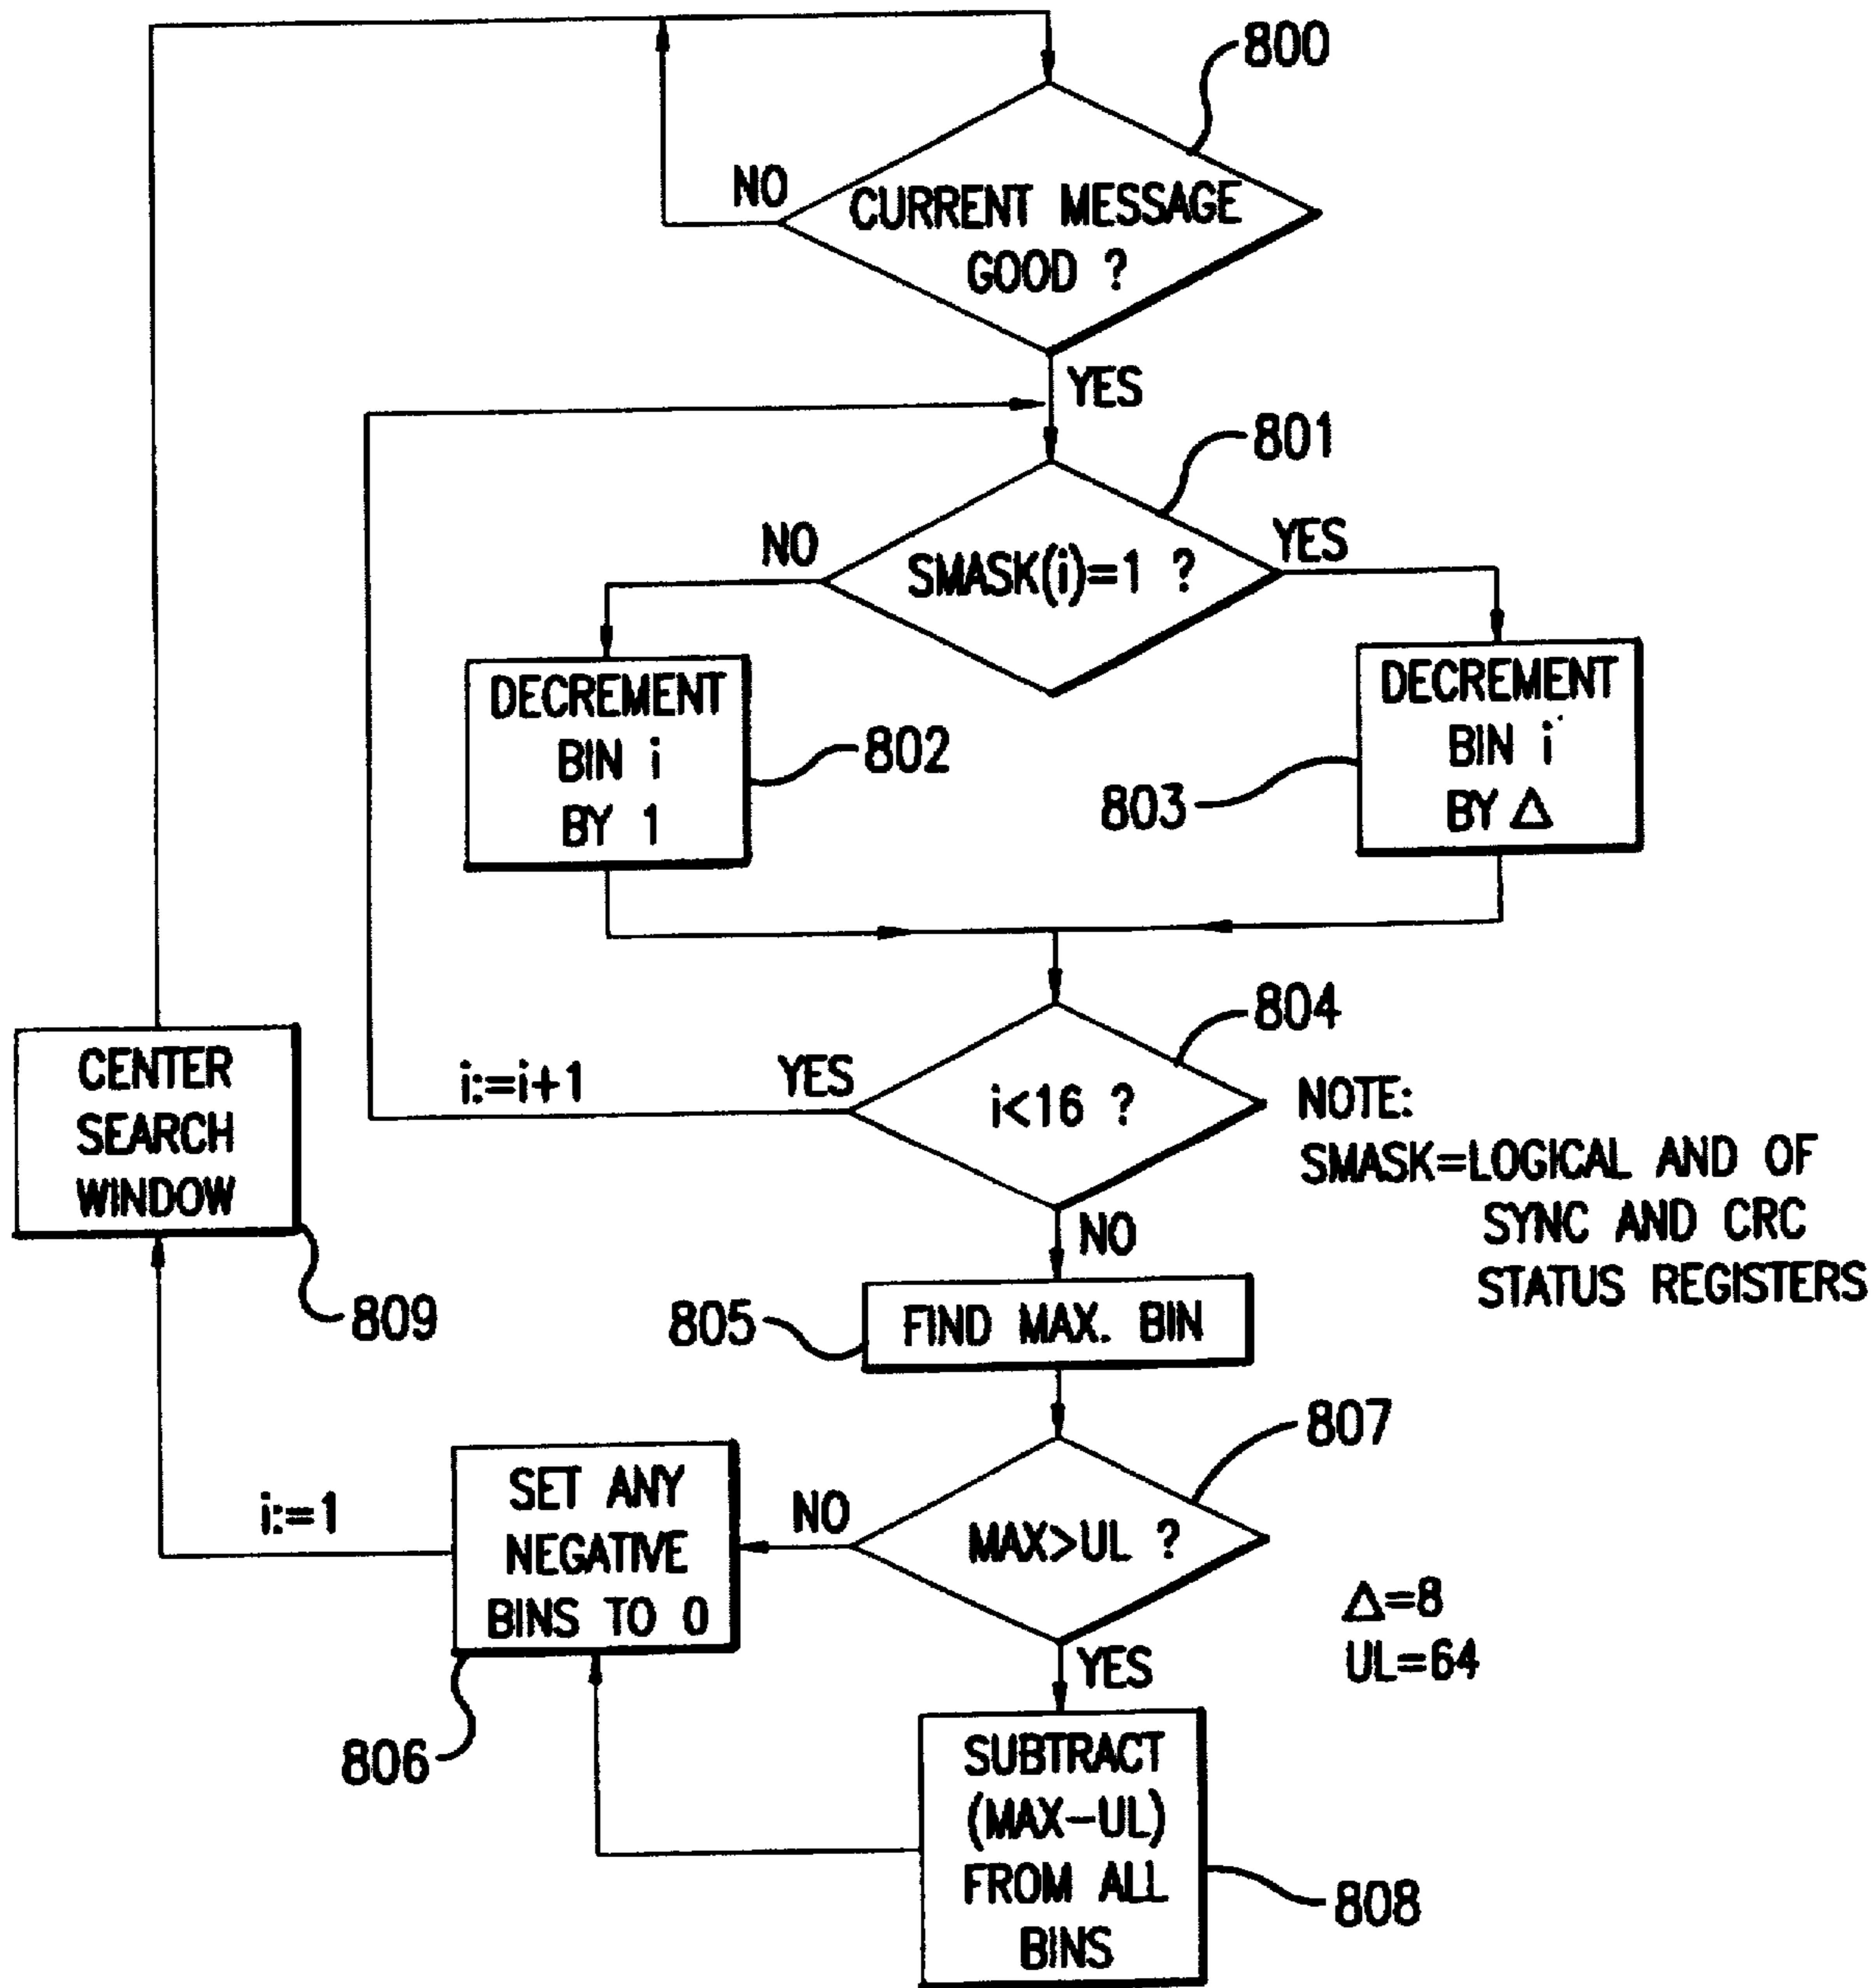 800
NO
CURRENT MESSAGE
GOOD ?
YES
801
NO
YES
SMASK(i)=1 ?
DECREMENT
BIN i
BY 1
802
DECREMENT
BIN i
BY Δ
803
804
i:=i+1
YES
i<16 ?
CENTER
SEARCH
WINDOW
809
NOTE:
SMASK=LOGICAL AND OF
SYNC AND CRC
STATUS REGISTERS
NO
805
FIND MAX. BIN
807
i:=1
SET ANY
NEGATIVE
BINS TO 0
NO
MAX>UL ?
Δ=8
UL=64
YES
806
SUBTRACT
(MAX-UL)
FROM ALL
BINS
808